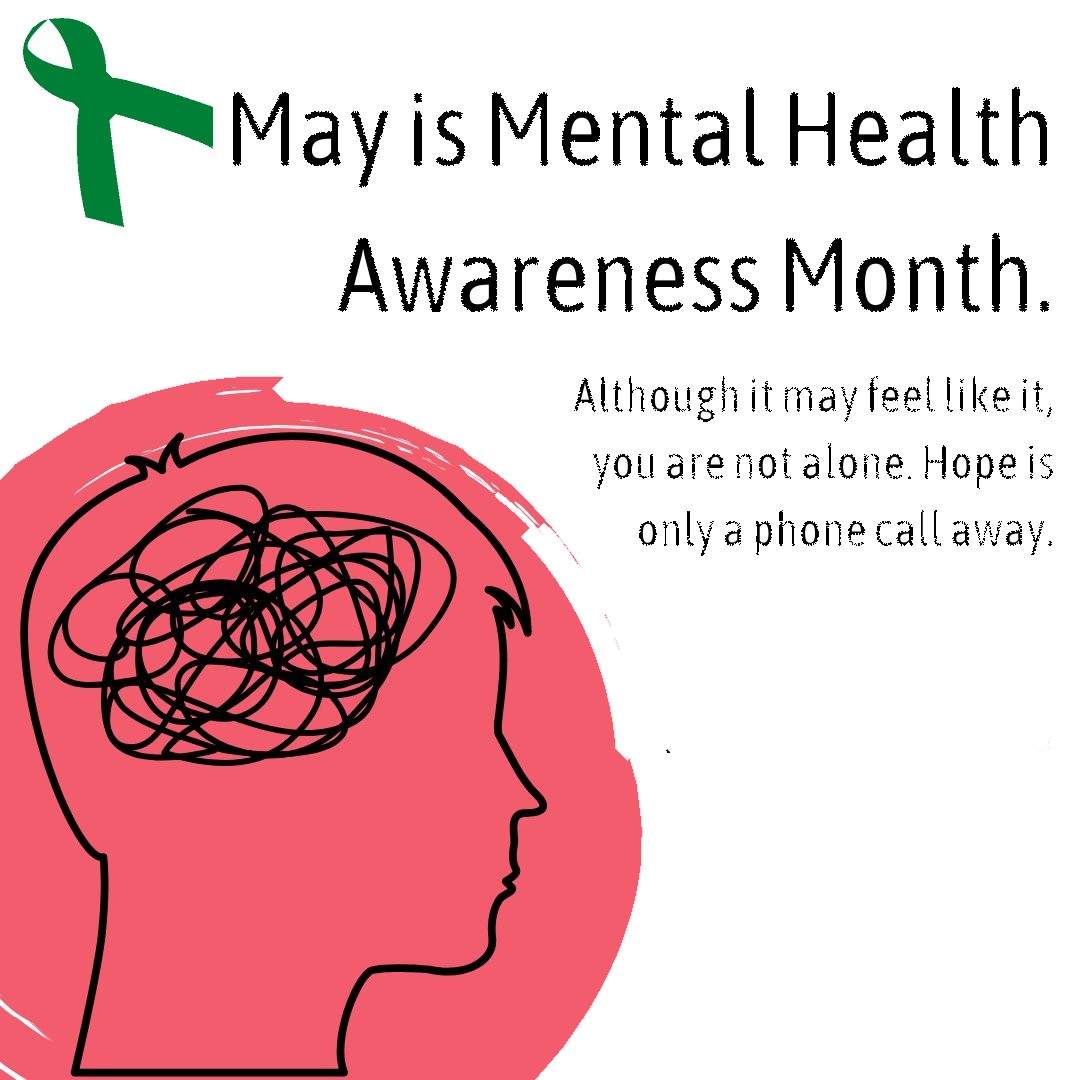 May is Mental Health
Awareness Month.
Although it may feel like it,
you are not alone. Hope is
only a phone call away.